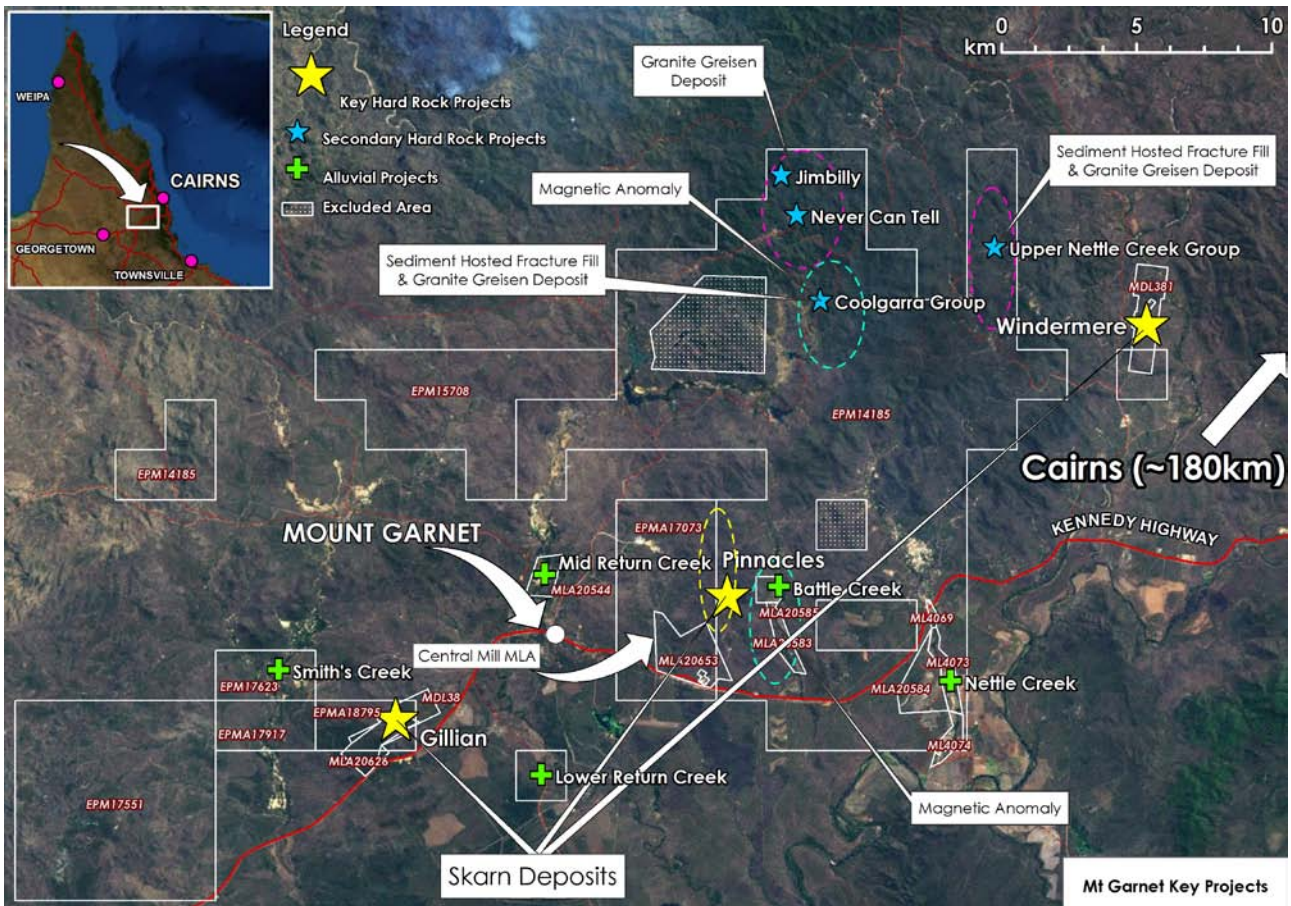 WEIPA
CAIRNS
GEORGETOWN
TOWNSVILLE
Legend
Key Hard Rock Projects
Secondary Hard Rock Projects
Alluvial Projects
Excluded Area
0 5 10
km
Granite Greisen
Deposit
Magnetic Anomaly
Sediment Hosted Fracture Fill
& Granite Greisen Deposit
Sediment Hosted Fracture Fill
& Granite Greisen Deposit
Jimbilly
Never Can Tell
Upper Nettle Creek Group
Coolgarra Group
MDL381
Windermere
EPM15708
EPM14185
EPM14185
Cairns (~180km)
KENNEDY HIGHWAY
MOUNT GARNET
EPMA17073
Pinnacles
Mid Return Creek
MLA20544
Battle Creek
MLA20585
MLA20583
ML4069
Central Mill MLA
MLA20653
ML4073
MLA20584
Nettle Creek
ML4074
Smith's Creek
EPM17623
MDL38
EPMA18795
EPMA17917
Gillian
MLA20626
Lower Return Creek
EPM17551
Magnetic Anomaly
Skarn Deposits
Mt Garnet Key Projects